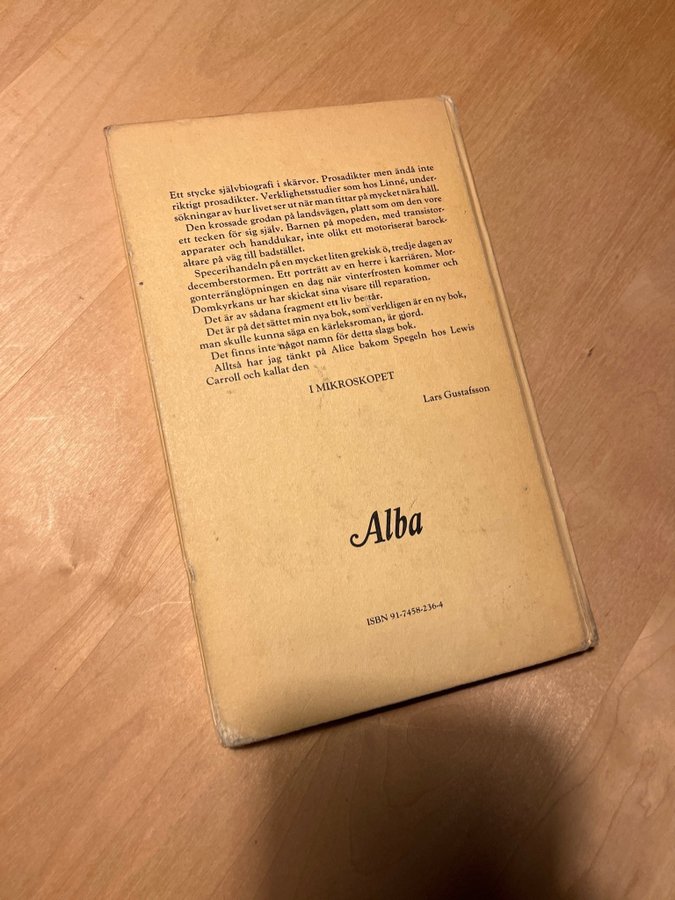 Ett stycke självbiografi i skärvor. Prosadikter men ändå inte
riktigt prosadikter. Verklighetsstudier som hos Linné, under-
sökningar av hur livet ser ut när man tittar på mycket nära håll.
Den krossade grodan på landsvägen, platt som om den vore
ett tecken för sig själv. Barnen på mopeden, med transistor-
apparater och handdukar, inte olikt ett motoriserat barock-
altare på väg till badstället.
Specerihandeln på en mycket liten grekisk ö, tredje dagen av
decemberstormen. Ett porträtt av en herre i karriären. Mor-
gonterränglöpningen en dag när vinterfrosten kommer och
Domkyrkans ur har skickat sina visare till reparation.
Det är av sådana fragment ett liv består.
Det är på det sättet min nya bok, som verkligen är en ny bok,
man skulle kunna säga en kärleksroman, är gjord.
Det finns inte något namn för detta slags bok.
Alltså har jag tänkt på Alice bakom Spegeln hos Lewis
Carroll och kallat den
I MIKROSKOPET
Lars Gustafsson
Alba
ISBN 91-7458-236-4